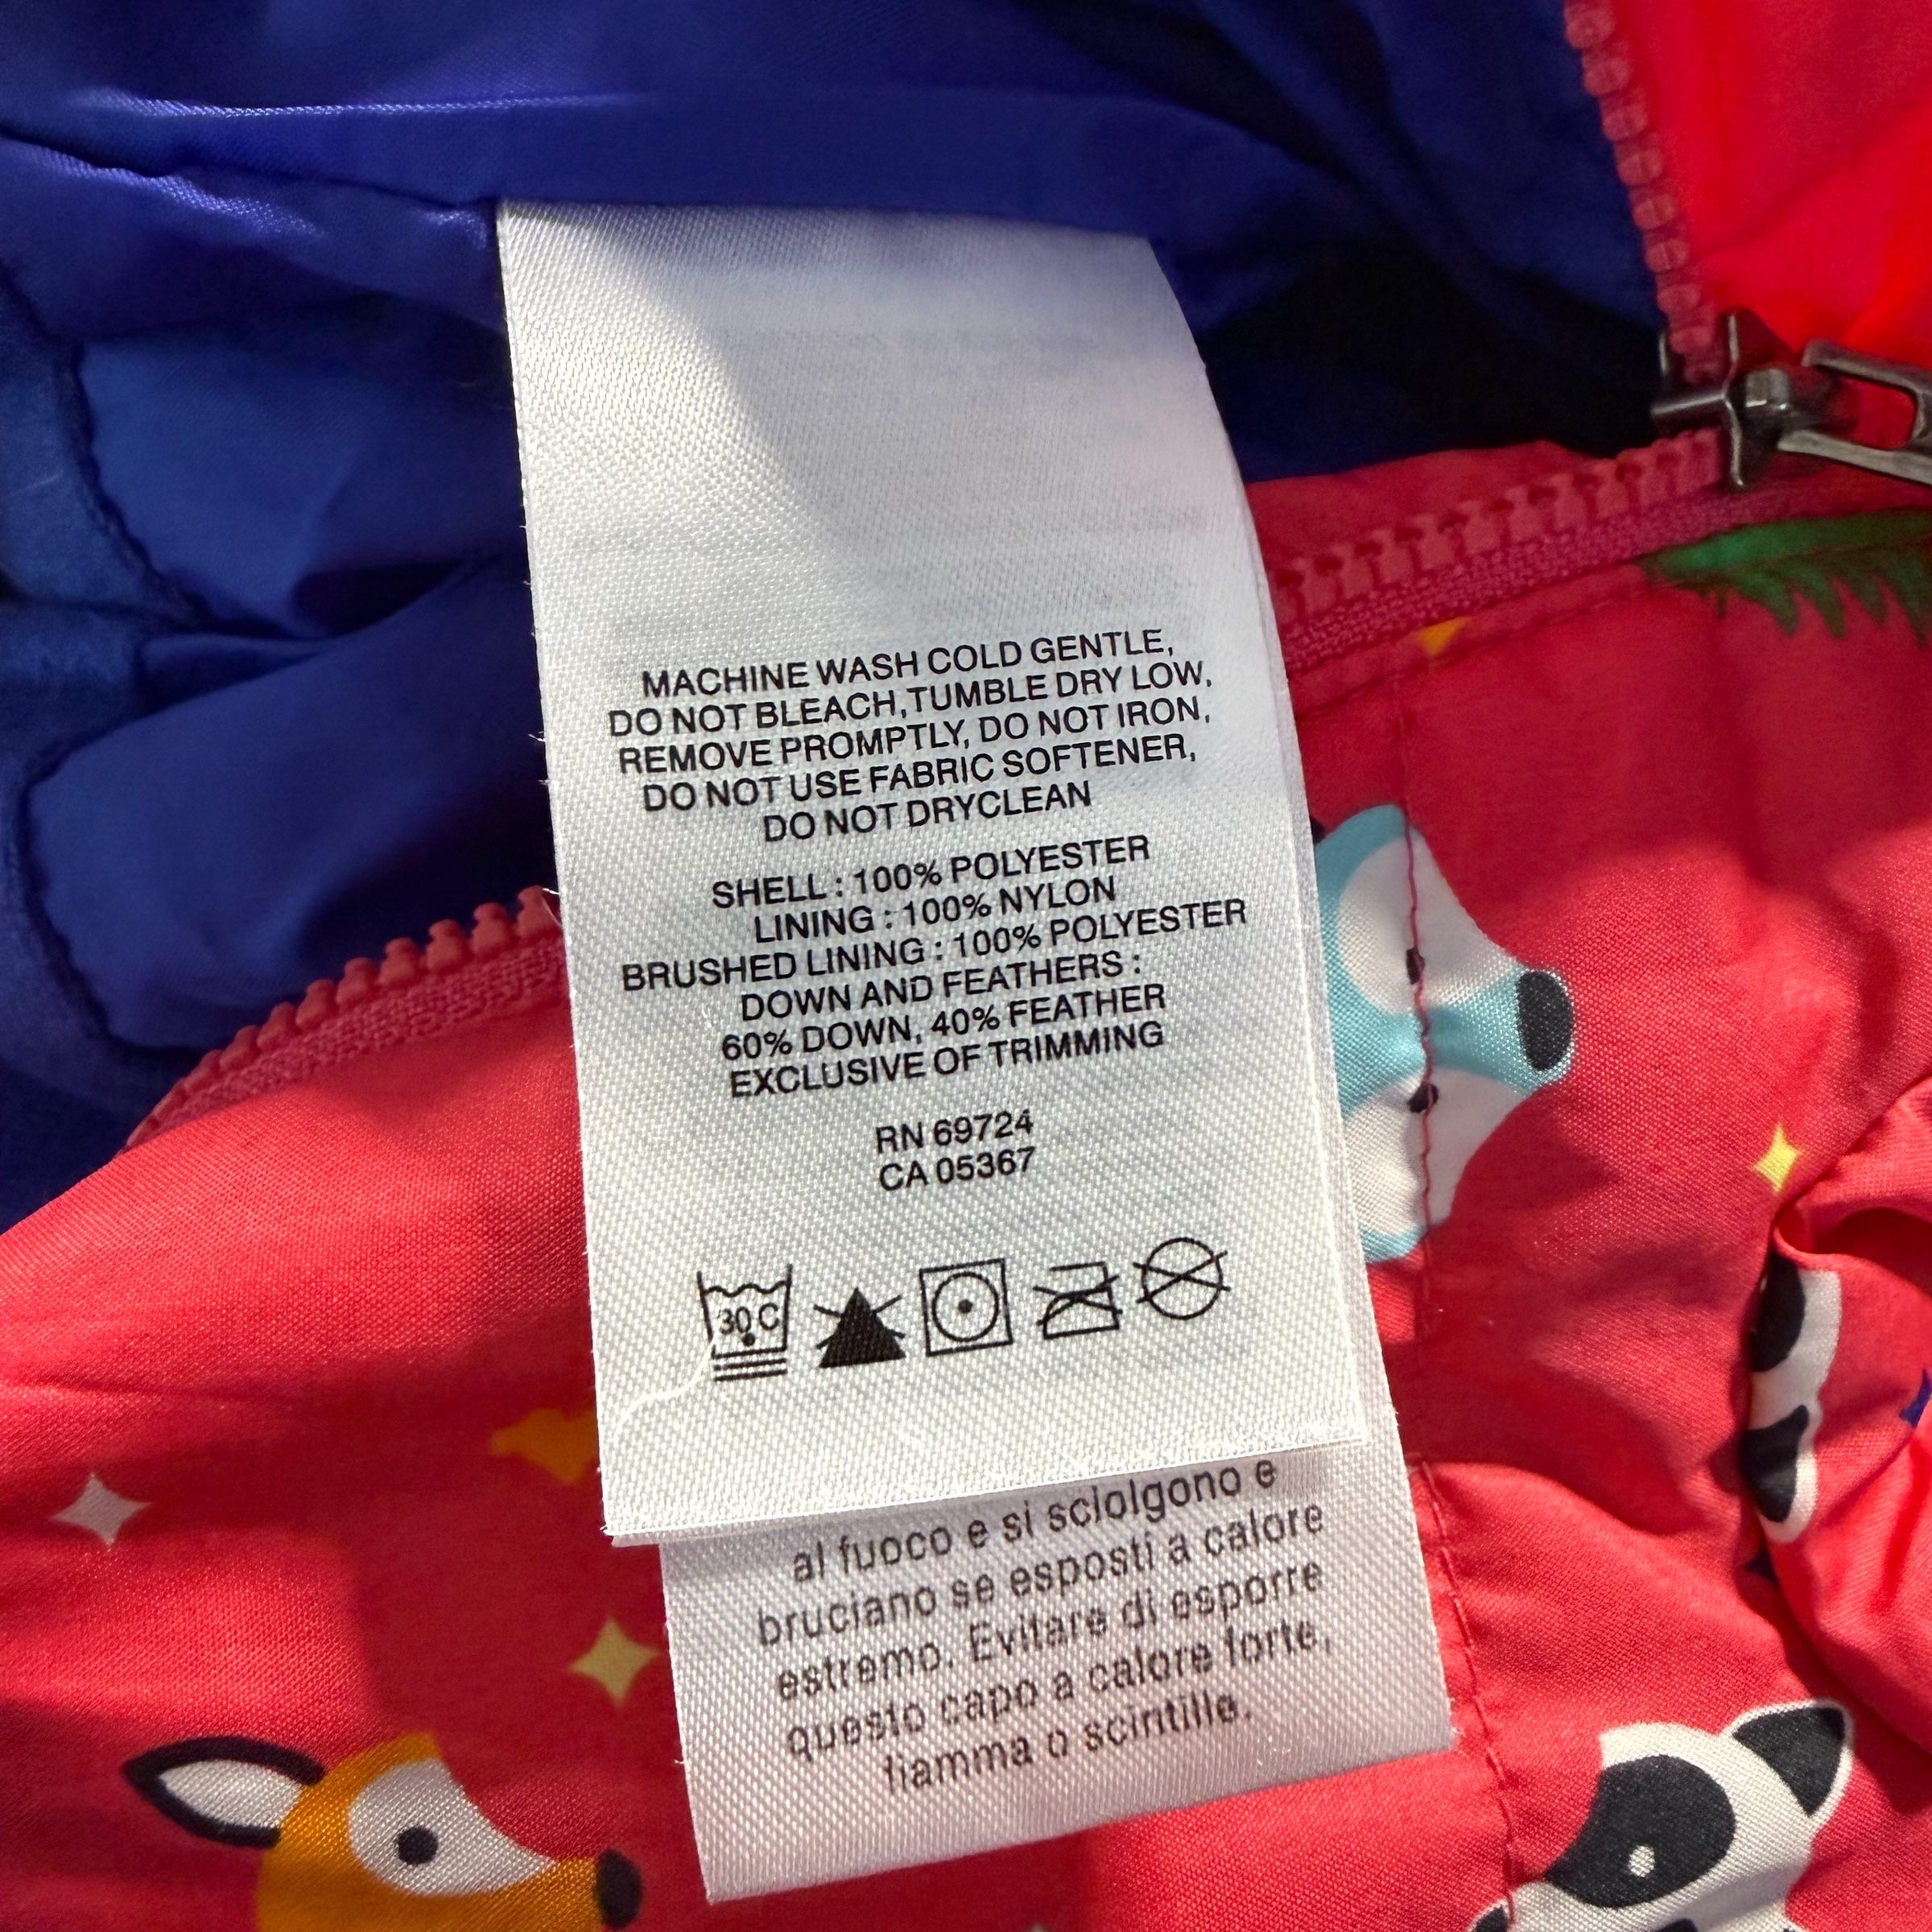 MACHINE WASH COLD GENTLE,
DO NOT BLEACH, TUMBLE DRY LOW,
REMOVE PROMPTLY, DO NOT IRON,
DO NOT USE FABRIC SOFTENER,
DO NOT DRYCLEAN
SHELL : 100% POLYESTER
LINING : 100% NYLON
BRUSHED LINING : 100% POLYESTER
DOWN AND FEATHERS :
60% DOWN, 40% FEATHER
EXCLUSIVE OF TRIMMING
RN 69724
CA 05367
30 C
al fuoco e si sciolgono e
bruciano se esposti a calore
estremo. Evitare di esporre
questo capo a calore forte,
fiamma o scintille.